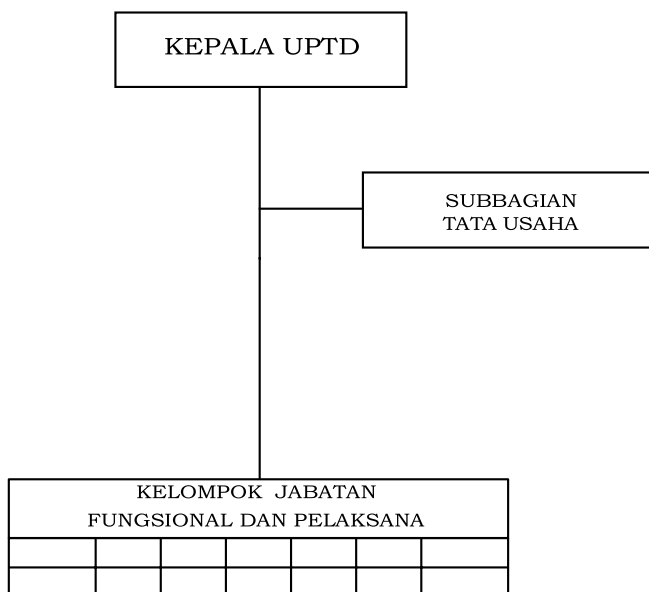 KEPALA UPTD
SUBBAGIAN
TATA USAHA
KELOMPOK JABATAN
FUNGSIONAL DAN PELAKSANA